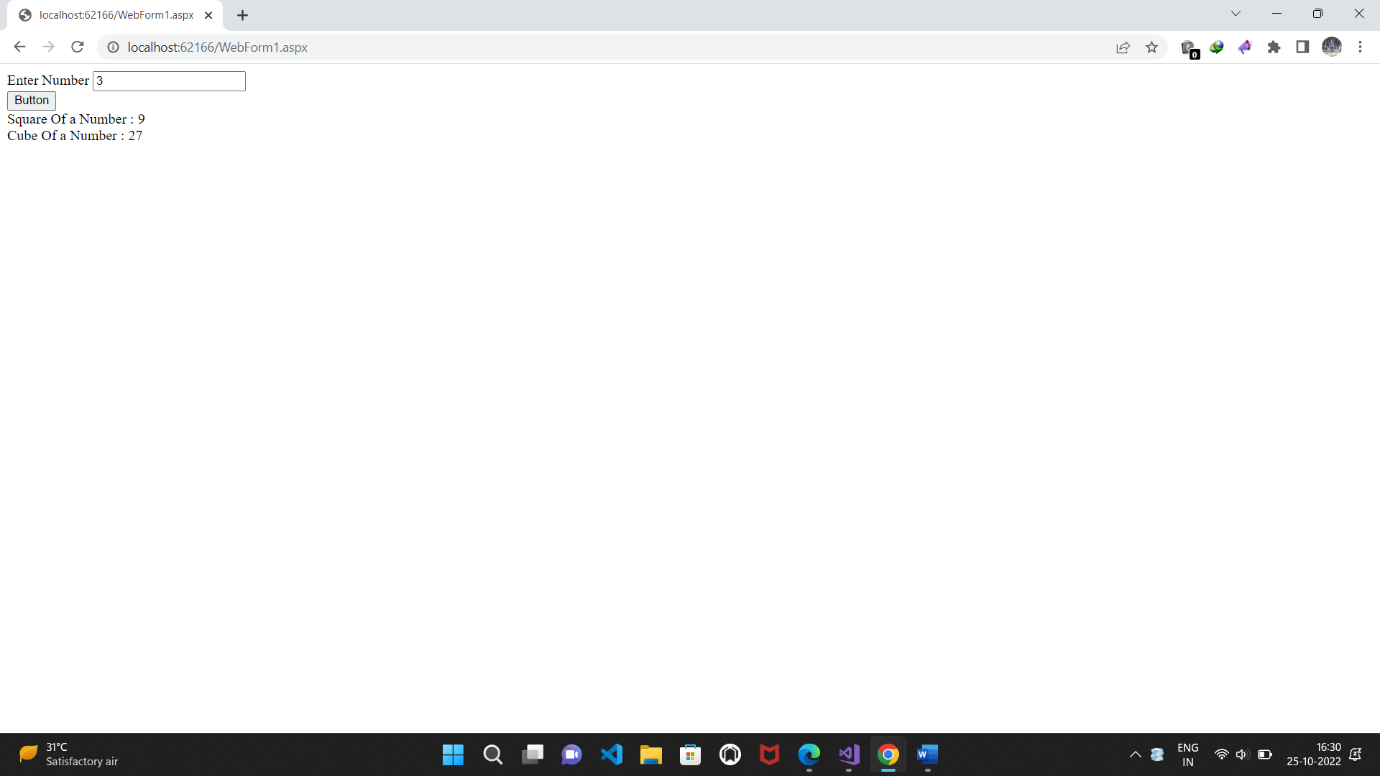 localhost:62166/WebForm1.aspx
localhost:62166/WebForm1.aspx
0
Enter Number 3
Button
Square Of a Number : 9
Cube Of a Number : 27
31°C
Satisfactory air
ENG
IN
16:30
25-10-2022